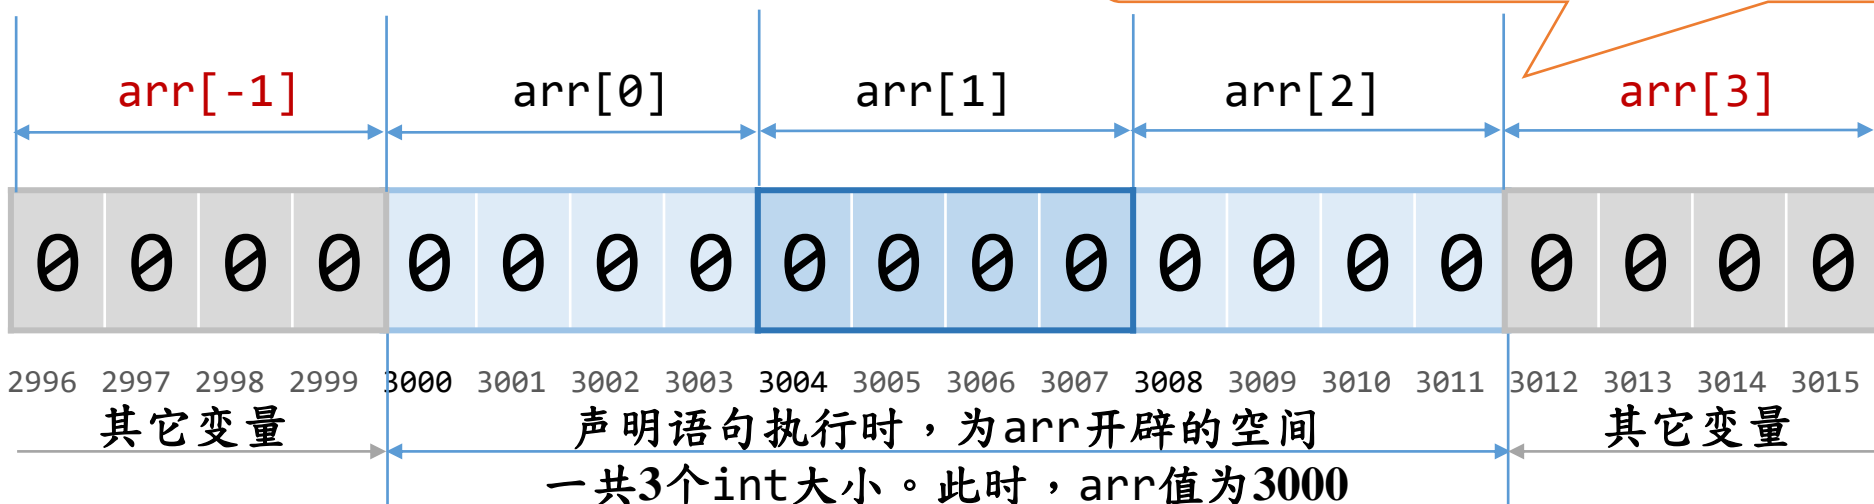 arr[-1] arr[0] arr[1] arr[2] arr[3]
0 0 0 0 0 0 0 0 0 0 0 0 0 0 0 0 0 0 0 0
2996 2997 2998 2999 3000 3001 3002 3003 3004 3005 3006 3007 3008 3009 3010 3011 3012 3013 3014 3015
其它变量 声明语句执行时，为arr开辟的空间 其它变量
一共3个int大小。此时，arr值为3000